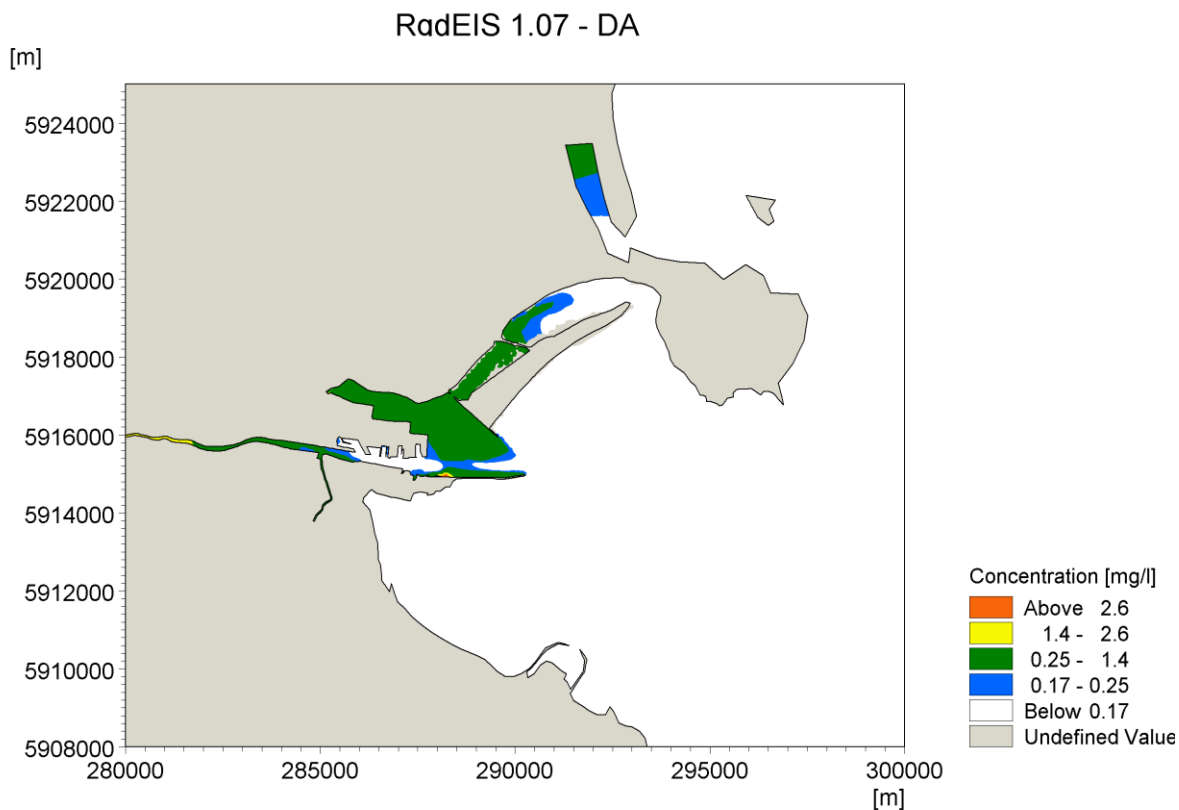 RadEIS 1.07 - DA
[m]
5924000
5922000
5920000
5918000
5916000
5914000
5912000
5910000
5908000
280000 285000 290000 295000 300000
[m]
Concentration [mg/l]
Above 2.6
1.4 - 2.6
0.25 - 1.4
0.17 - 0.25
Below 0.17
Undefined Value